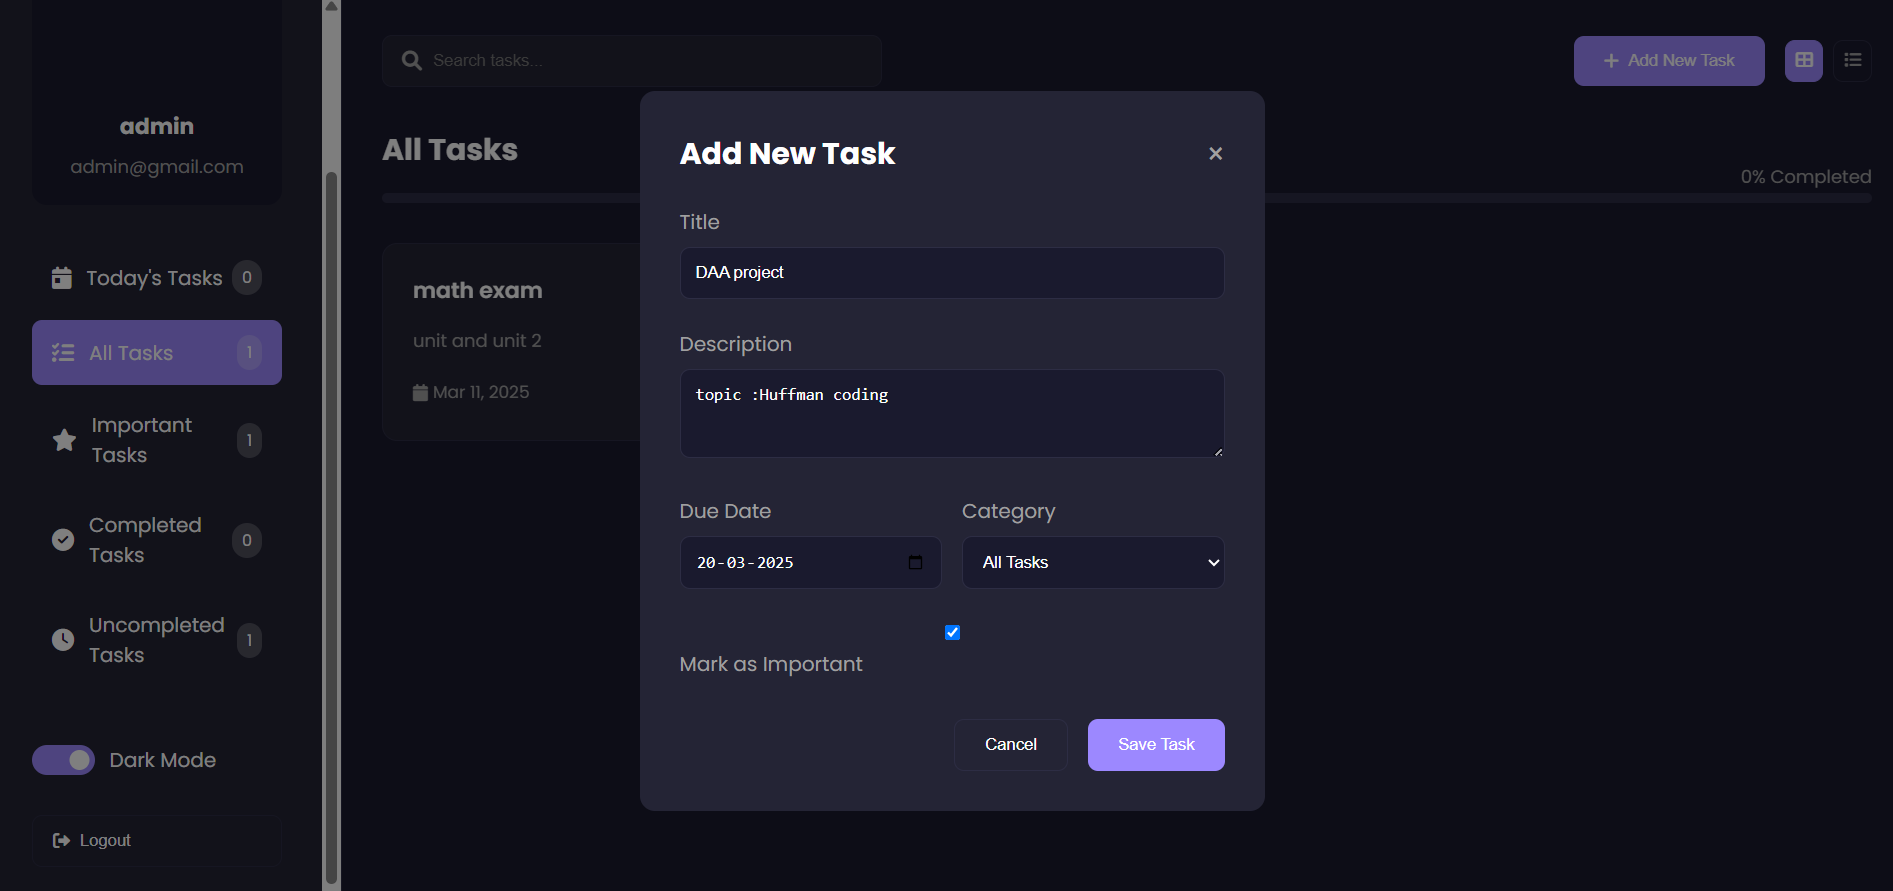 admin
admin@gmail.com
Today's Tasks 0
All Tasks 1
Important
Tasks 1
Completed
Tasks 0
Uncompleted
Tasks 1
Dark Mode
Logout
Search tasks...
Add New Task
All Tasks
0% Completed
math exam
unit and unit 2
Mar 11, 2025
Add New Task
Title
DAA project
Description
topic :Huffman coding
Due Date Category
20-03-2025 All Tasks
Mark as Important
Cancel Save Task